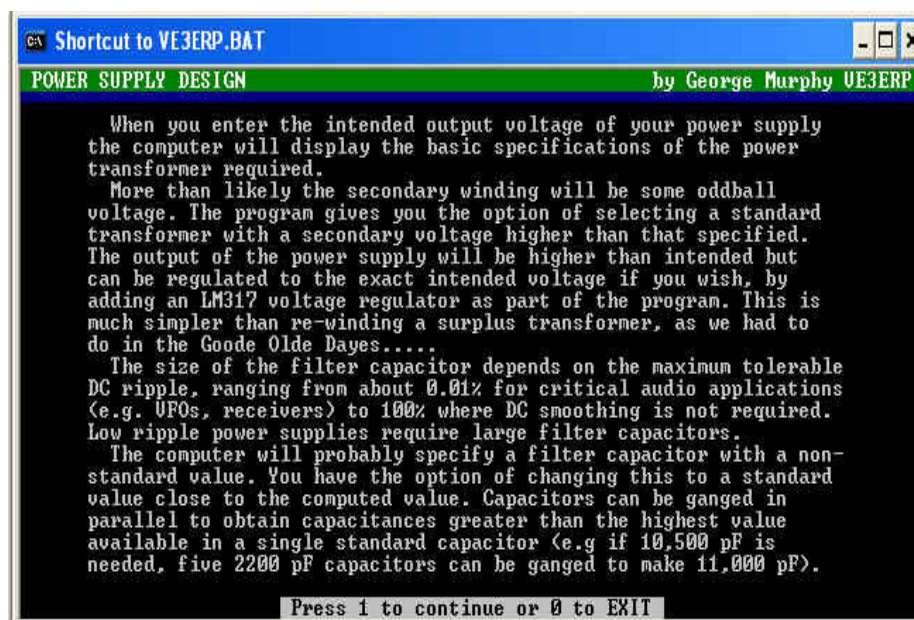 Shortcut to VE3ERP.BAT
POWER SUPPLY DESIGN by George Murphy VE3ERP
When you enter the intended output voltage of your power supply
the computer will display the basic specifications of the power
transformer required.
More than likely the secondary winding will be some oddball
voltage. The program gives you the option of selecting a standard
transformer with a secondary voltage higher than that specified.
The output of the power supply will be higher than intended but
can be regulated to the exact intended voltage if you wish, by
adding an LM317 voltage regulator as part of the program. This is
much simpler than re-winding a surplus transformer, as we had to
do in the Goode Olde Dayes.....
The size of the filter capacitor depends on the maximum tolerable
DC ripple, ranging from about 0.01% for critical audio applications
(e.g. VFOs, receivers) to 100% where DC smoothing is not required.
Low ripple power supplies require large filter capacitors.
The computer will probably specify a filter capacitor with a non-
standard value. You have the option of changing this to a standard
value close to the computed value. Capacitors can be ganged in
parallel to obtain capacitances greater than the highest value
available in a single standard capacitor (e.g if 10,500 pF is
needed, five 2200 pF capacitors can be ganged to make 11,000 pF).
Press 1 to continue or 0 to EXIT